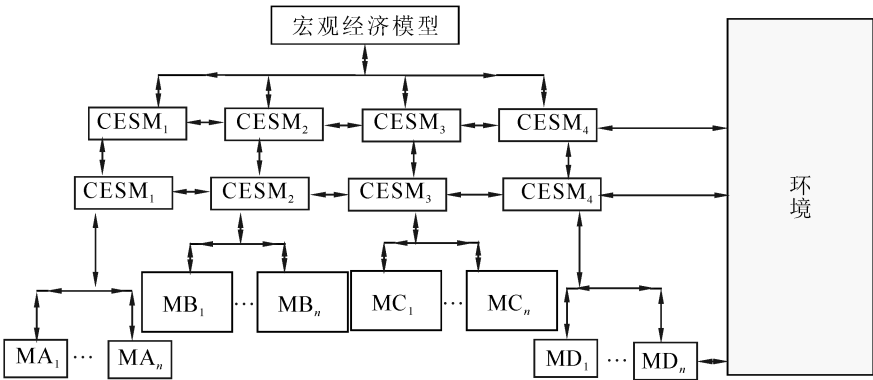 宏观经济模型
CESM₁ CESM₂ CESM₃ CESM₄
CESM₁ CESM₂ CESM₃ CESM₄
环境
MB₁ … MBₙ MC₁ … MCₙ
MA₁ … MAₙ MD₁ … MDₙ